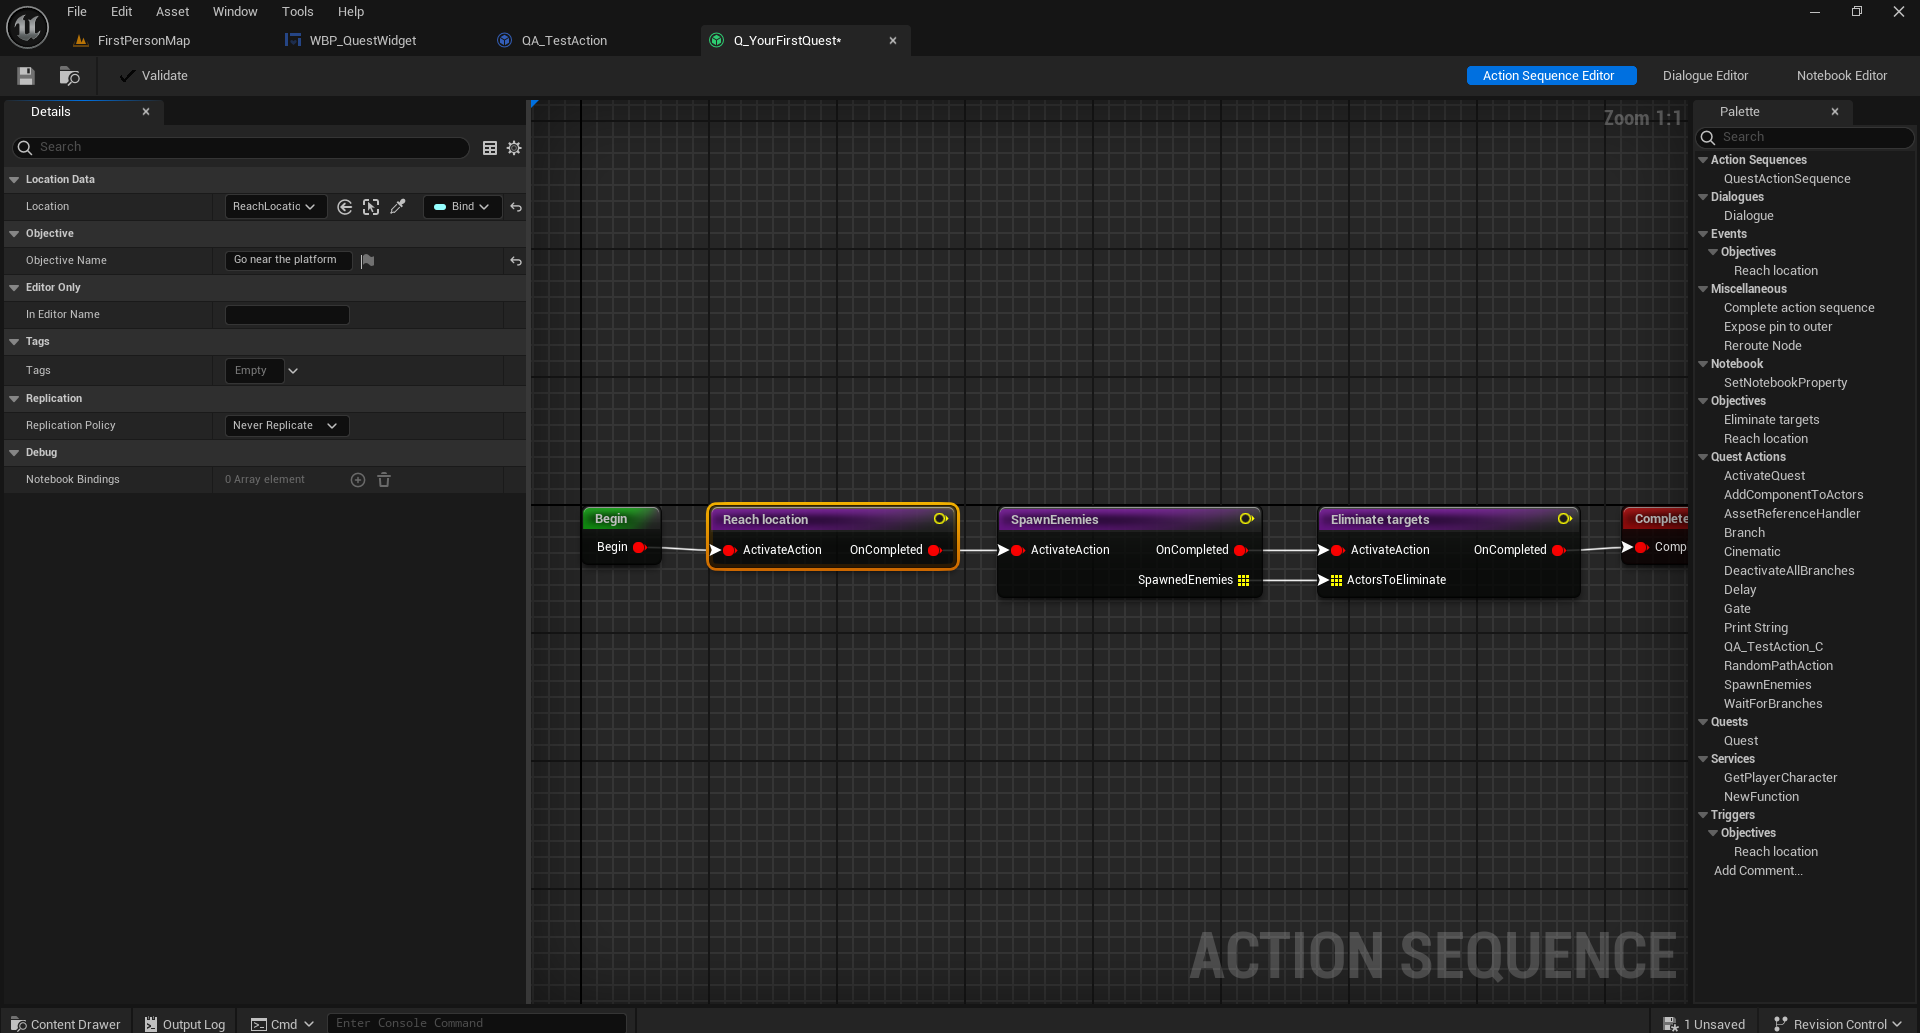 File Edit Asset Window Tools Help
FirstPersonMap WBP_QuestWidget QA_TestAction Q_YourFirstQuest*
Validate Action Sequence Editor Dialogue Editor Notebook Editor
Details
Search
Location Data
Location ReachLocatic Bind
Objective
Objective Name Go near the platform
Editor Only
In Editor Name
Tags
Tags Empty
Replication
Replication Policy Never Replicate
Debug
Notebook Bindings 0 Array element
Zoom 1:1
Begin
Begin
Reach location
ActivateAction OnCompleted
SpawnEnemies
ActivateAction OnCompleted
SpawnedEnemies
Eliminate targets
ActivateAction OnCompleted
ActorsToEliminate
Complete
Comp
ACTION SEQUENCE
Palette
Search
Action Sequences
QuestActionSequence
Dialogues
Dialogue
Events
Objectives
Reach location
Miscellaneous
Complete action sequence
Expose pin to outer
Reroute Node
Notebook
SetNotebookProperty
Objectives
Eliminate targets
Reach location
Quest Actions
ActivateQuest
AddComponentToActors
AssetReferenceHandler
Branch
Cinematic
DeactivateAllBranches
Delay
Gate
Print String
QA_TestAction_C
RandomPathAction
SpawnEnemies
WaitForBranches
Quests
Quest
Services
GetPlayerCharacter
NewFunction
Triggers
Objectives
Reach location
Add Comment...
Content Drawer Output Log Cmd Enter Console Command 1 Unsaved Revision Control